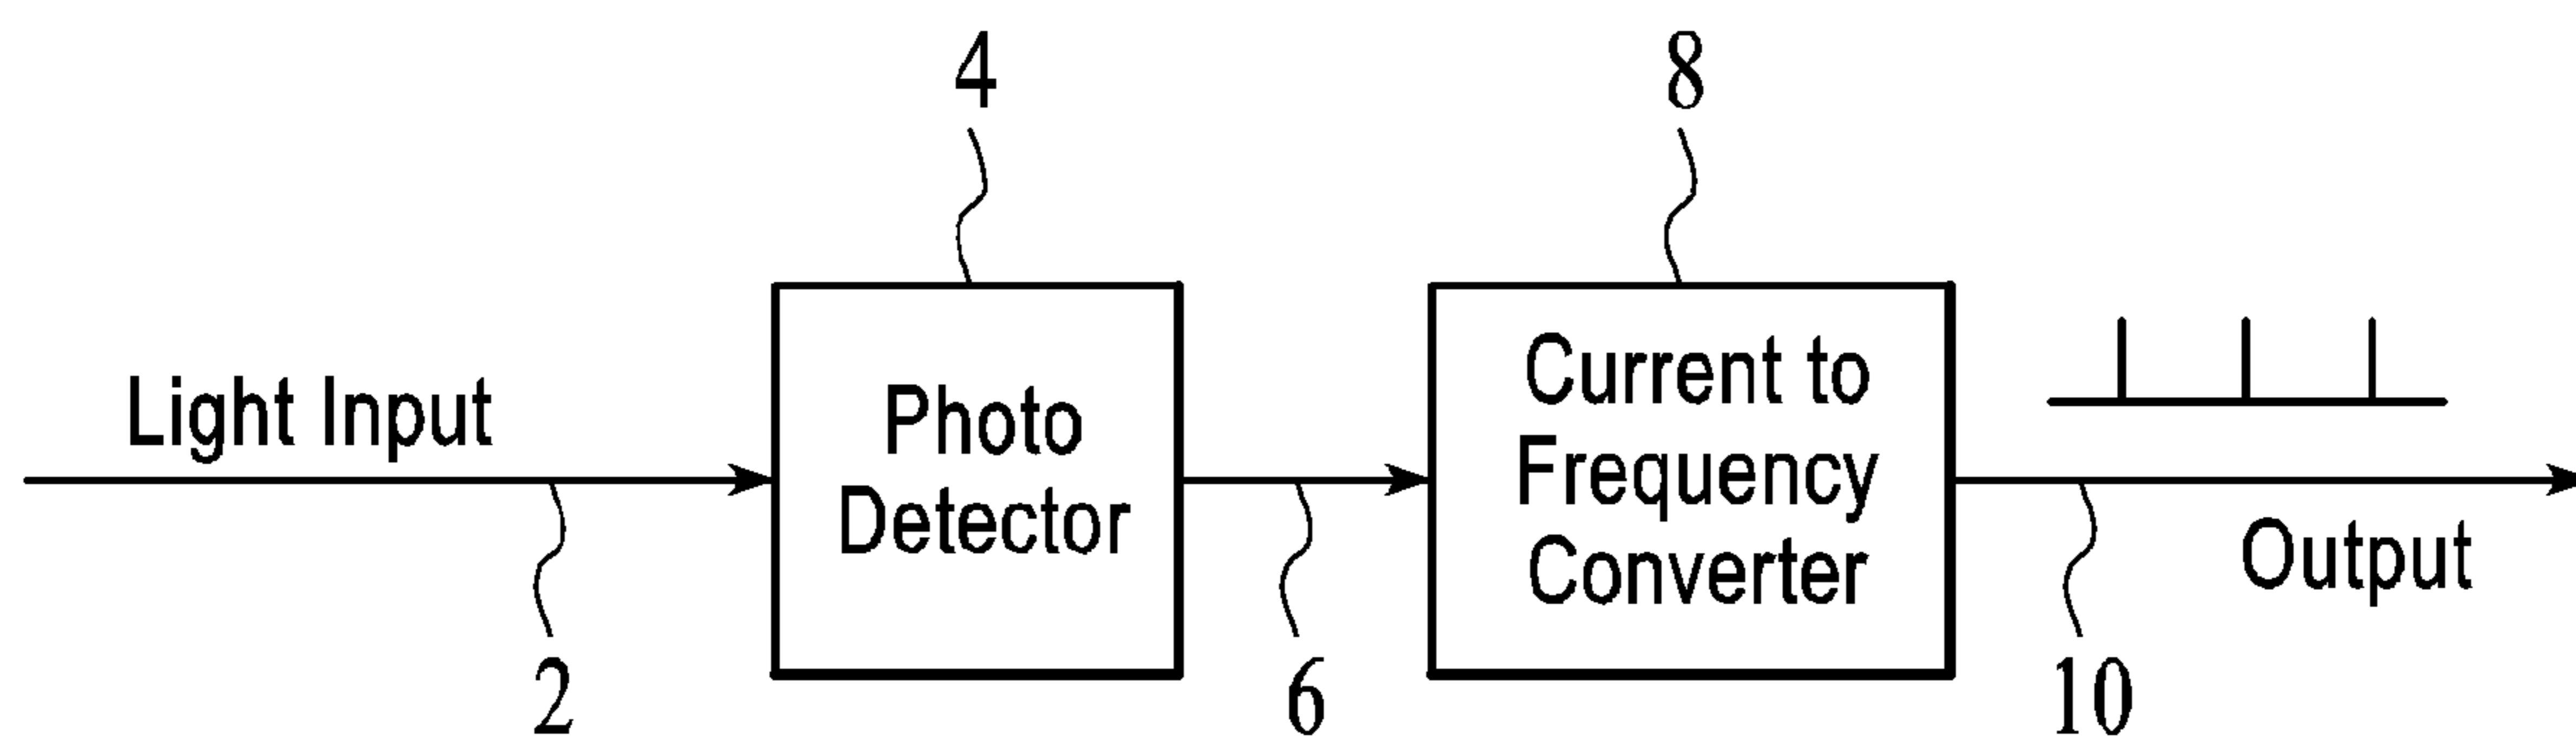 4
8
Light Input
Photo
Detector
Current to
Frequency
Converter
Output
2
6
10